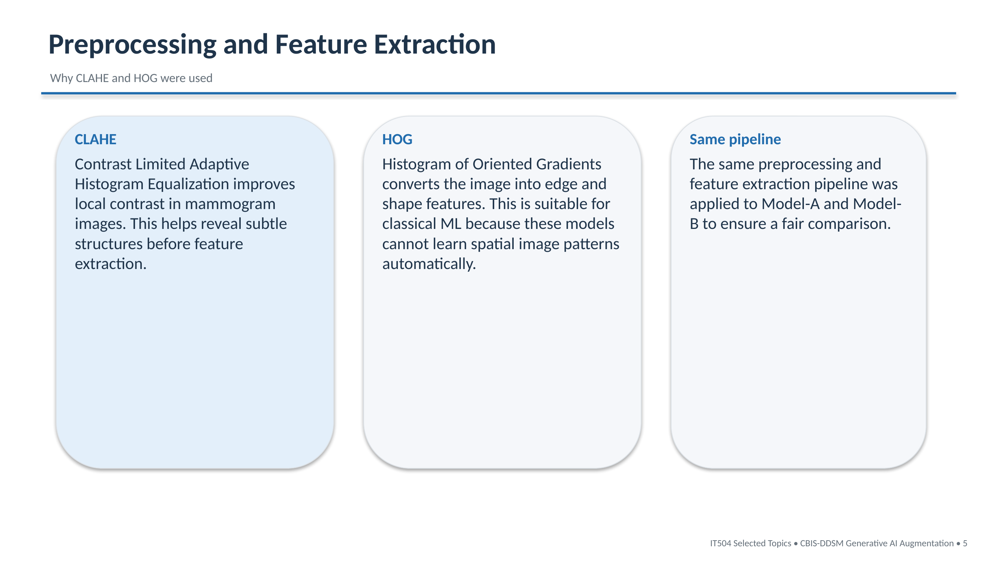 Preprocessing and Feature Extraction
Why CLAHE and HOG were used
CLAHE
Contrast Limited Adaptive
Histogram Equalization improves
local contrast in mammogram
images. This helps reveal subtle
structures before feature
extraction.
HOG
Histogram of Oriented Gradients
converts the image into edge and
shape features. This is suitable for
classical ML because these models
cannot learn spatial image patterns
automatically.
Same pipeline
The same preprocessing and
feature extraction pipeline was
applied to Model-A and Model-
B to ensure a fair comparison.
IT504 Selected Topics • CBIS-DDSM Generative AI Augmentation • 5